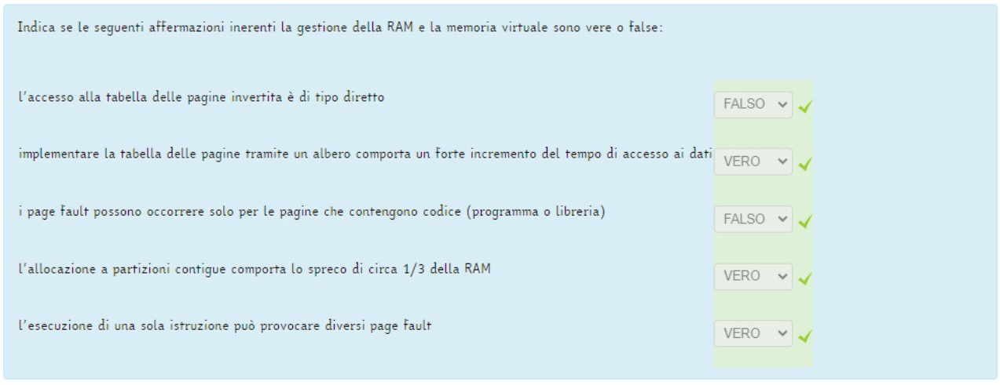 Indica se le seguenti affermazioni inerenti la gestione della RAM e la memoria virtuale sono vere o false:
l'accesso alla tabella delle pagine invertita è di tipo diretto FALSO
implementare la tabella delle pagine tramite un albero comporta un forte incremento del tempo di accesso ai dati VERO
i page fault possono occorrere solo per le pagine che contengono codice (programma o libreria) FALSO
l'allocazione a partizioni contigue comporta lo spreco di circa 1/3 della RAM VERO
l'esecuzione di una sola istruzione può provocare diversi page fault VERO